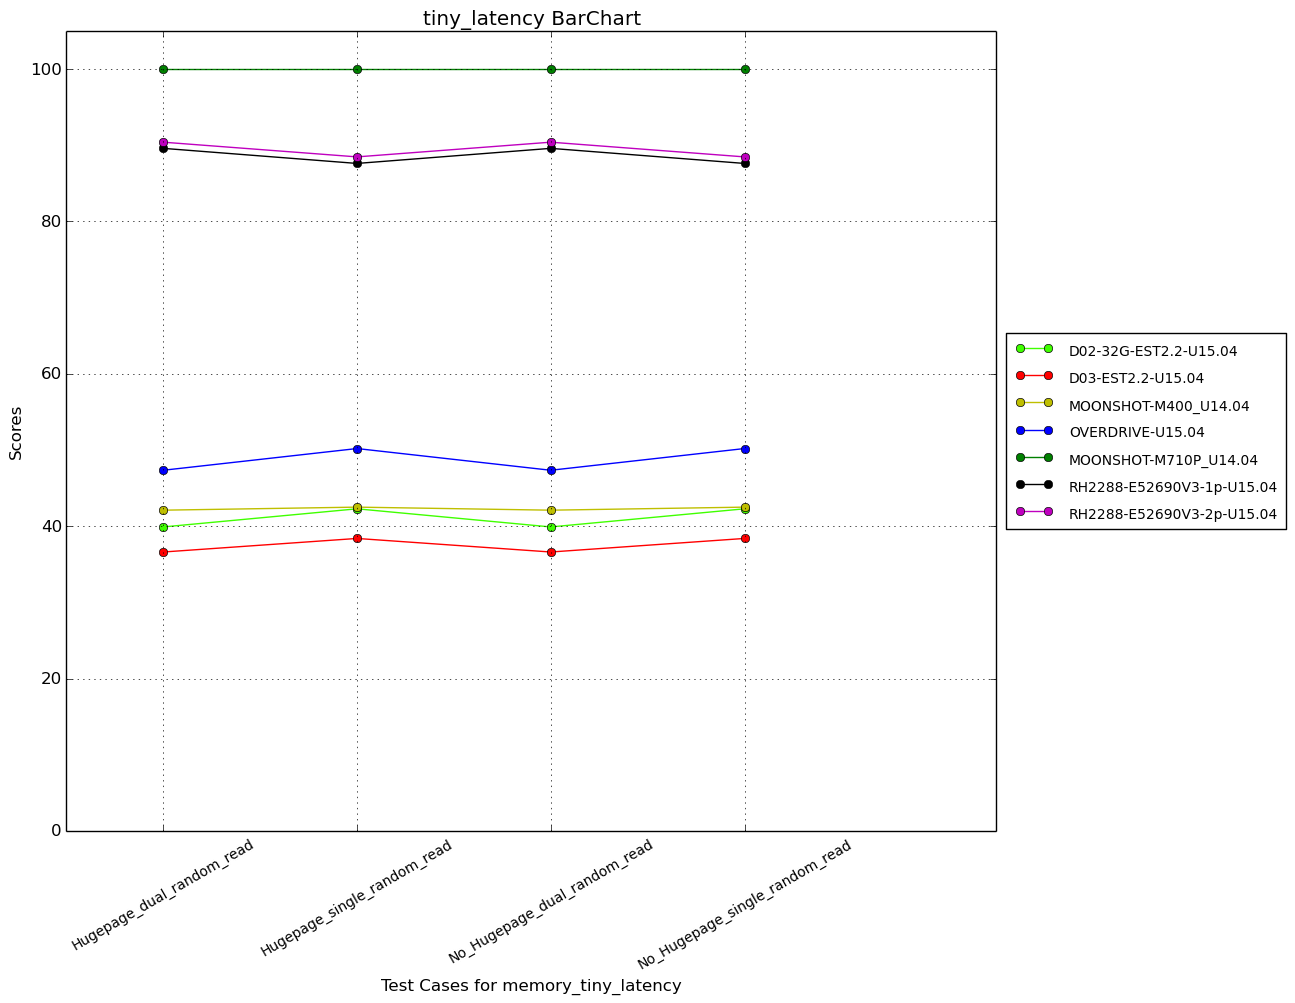 tiny_latency BarChart
100
80
60
40
20
0
Scores
Hugepage_dual_random_read
Hugepage_single_random_read
No_Hugepage_dual_random_read
No_Hugepage_single_random_read
Test Cases for memory_tiny_latency
D02-32G-EST2.2-U15.04
D03-EST2.2-U15.04
MOONSHOT-M400_U14.04
OVERDRIVE-U15.04
MOONSHOT-M710P_U14.04
RH2288-E52690V3-1p-U15.04
RH2288-E52690V3-2p-U15.04